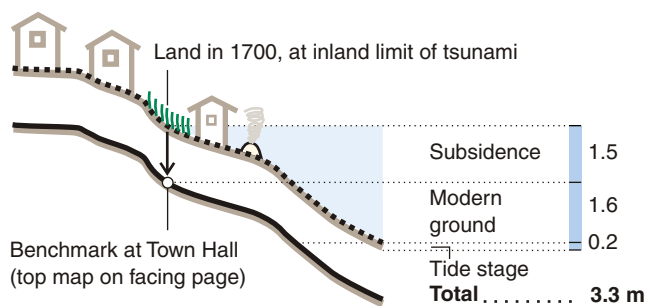 Land in 1700, at inland limit of tsunami
Subsidence 1.5
Modern
ground 1.6
0.2
Benchmark at Town Hall
(top map on facing page)
Tide stage
Total . . . . . . . . . 3.3 m